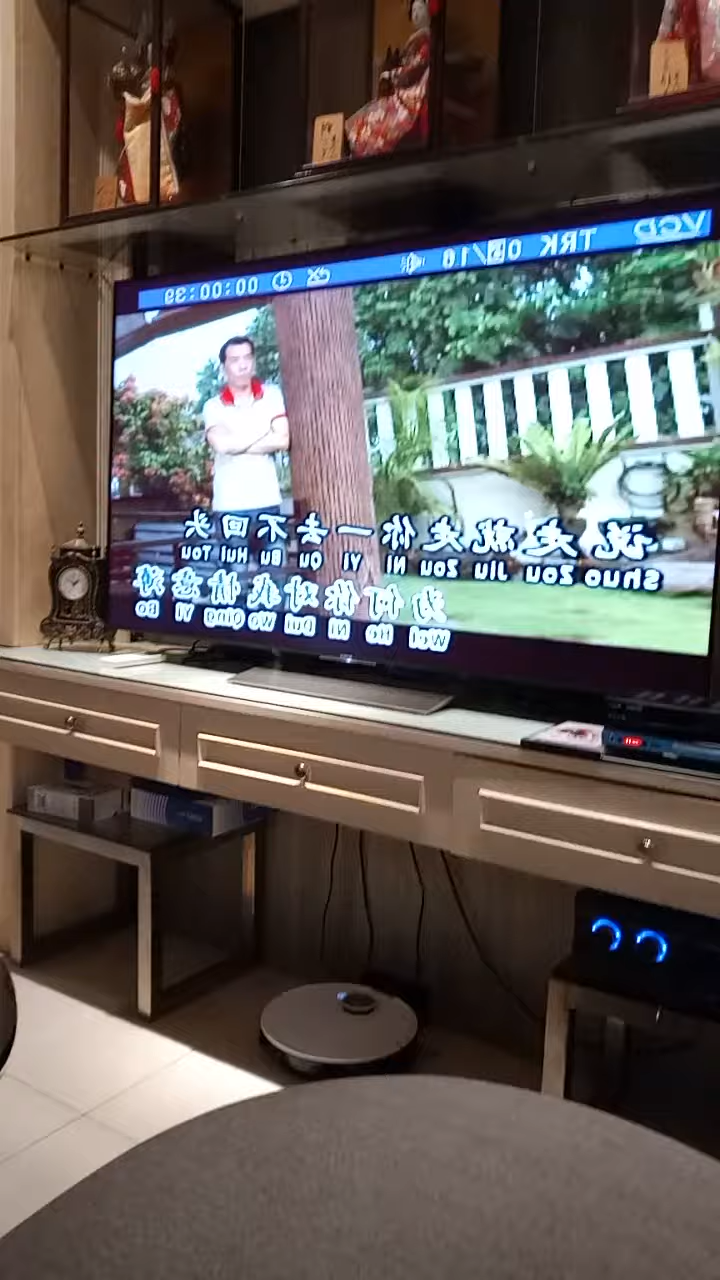 VCD TRK 03/16 00:00:39
说走就走你一去不回头
Shuo Zou Jiu Zou Ni Yi Qu Bu Hui Tou
为何你对我情意薄
Wei He Ni Dui Wo Qing Yi Bo